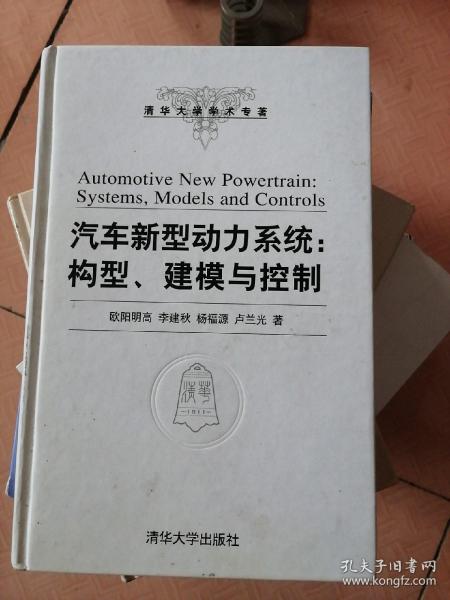 清华大学学术专著
Automotive New Powertrain:
Systems, Models and Controls
汽车新型动力系统：
构型、建模与控制
欧阳明高 李建秋 杨福源 卢兰光 著
清華
1911
清华大学出版社
孔夫子旧书网
www.kongfz.com